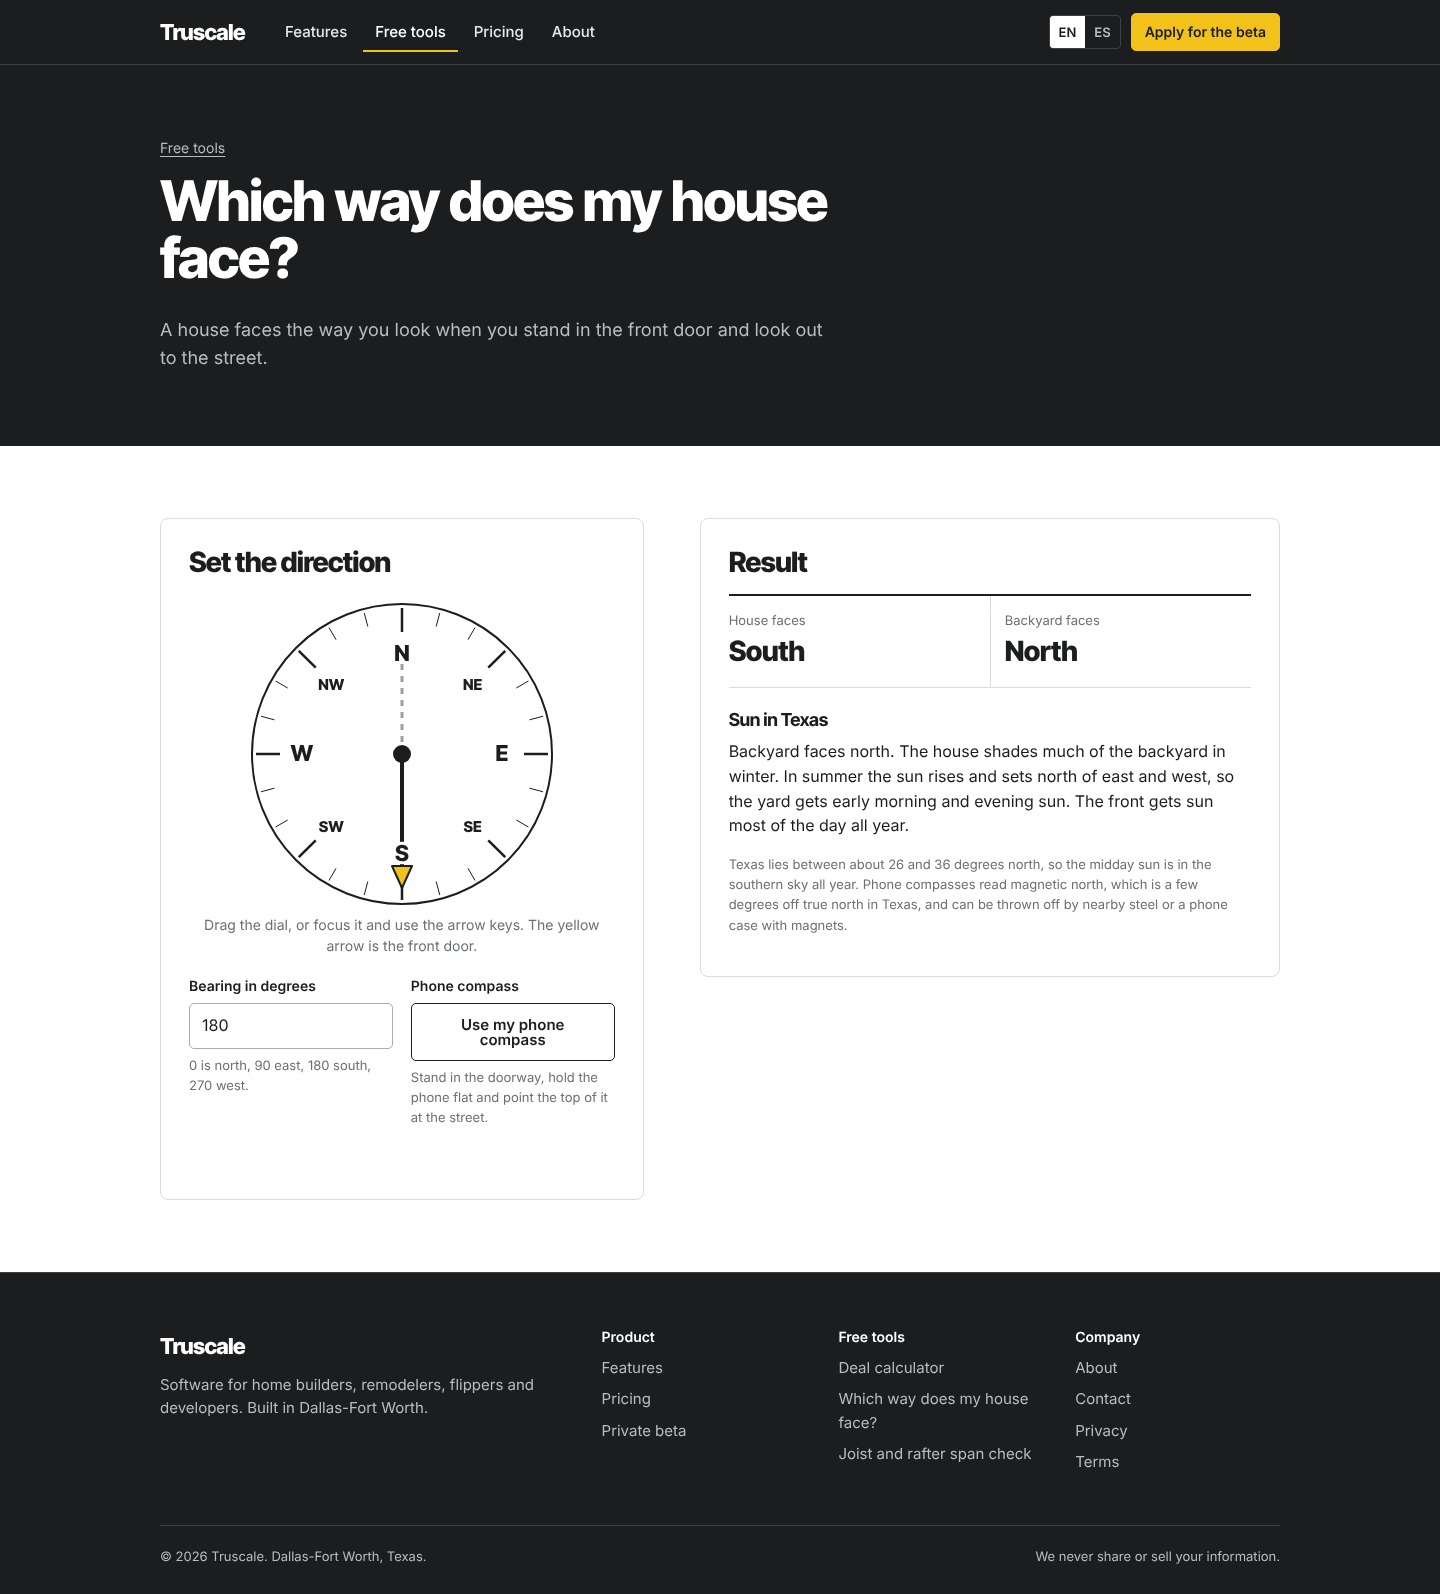 Truscale
Features
Free tools
Pricing
About
EN
ES
Apply for the beta
Free tools
Which way does my house
face?
A house faces the way you look when you stand in the front door and look out
to the street.
Set the direction
N
NW
NE
W
E
SW
SE
S
Drag the dial, or focus it and use the arrow keys. The yellow
arrow is the front door.
Bearing in degrees
180
0 is north, 90 east, 180 south,
270 west.
Phone compass
Use my phone
compass
Stand in the doorway, hold the
phone flat and point the top of it
at the street.
Result
House faces
South
Backyard faces
North
Sun in Texas
Backyard faces north. The house shades much of the backyard in
winter. In summer the sun rises and sets north of east and west, so
the yard gets early morning and evening sun. The front gets sun
most of the day all year.
Texas lies between about 26 and 36 degrees north, so the midday sun is in the
southern sky all year. Phone compasses read magnetic north, which is a few
degrees off true north in Texas, and can be thrown off by nearby steel or a phone
case with magnets.
Truscale
Software for home builders, remodelers, flippers and
developers. Built in Dallas-Fort Worth.
Product
Features
Pricing
Private beta
Free tools
Deal calculator
Which way does my house
face?
Joist and rafter span check
Company
About
Contact
Privacy
Terms
© 2026 Truscale. Dallas-Fort Worth, Texas.
We never share or sell your information.